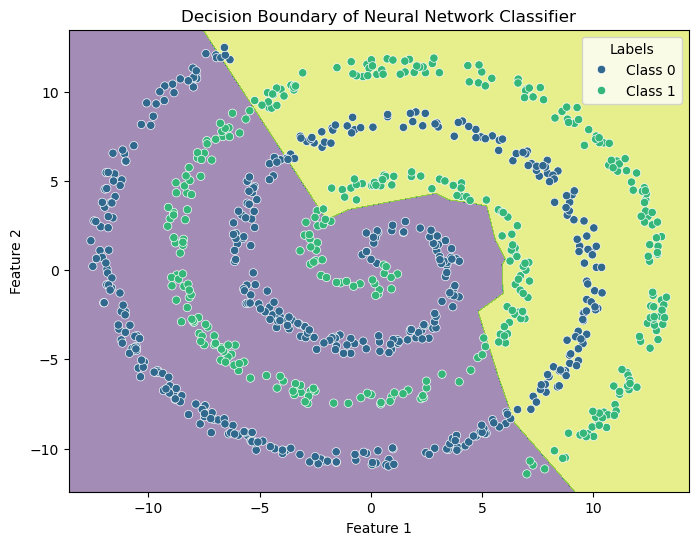 Decision Boundary of Neural Network Classifier
Labels
Class 0
Class 1
10
5
0
−5
−10
Feature 2
−10
−5
0
5
10
Feature 1